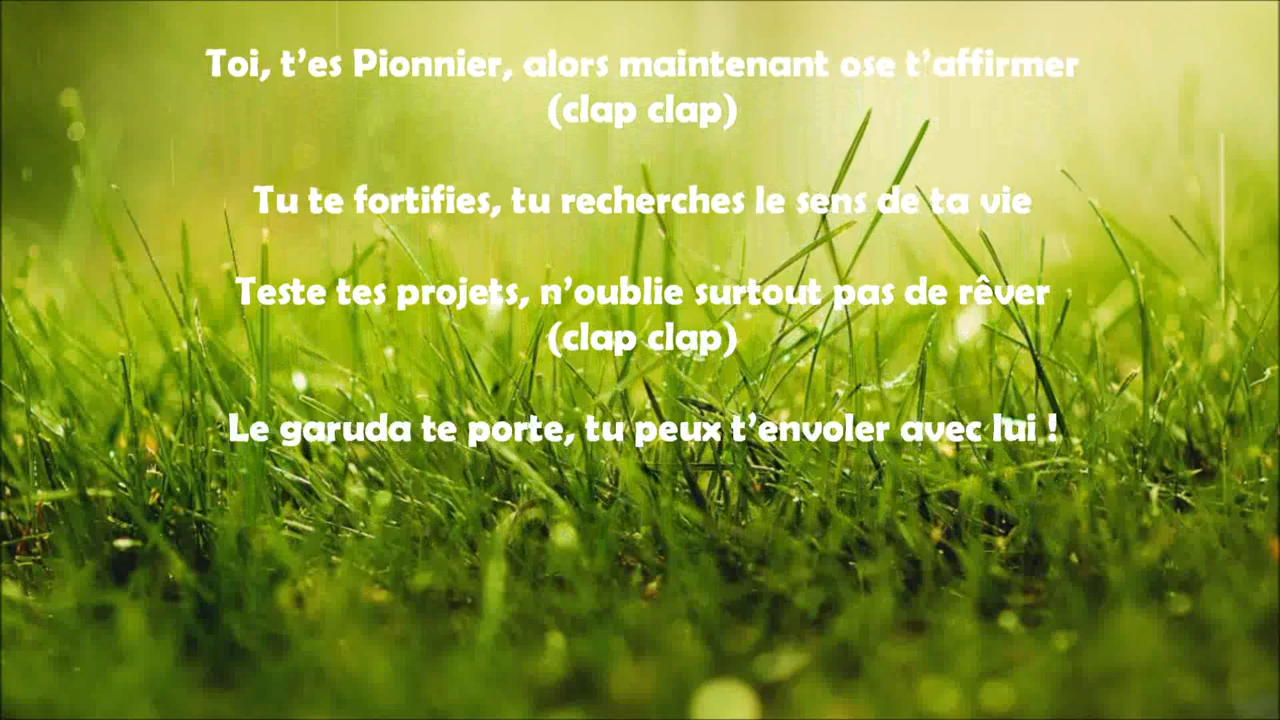 Toi, t’es Pionnier, alors maintenant ose t’affirmer
(clap clap)
Tu te fortifies, tu recherches le sens de ta vie
Teste tes projets, n’oublie surtout pas de rêver
(clap clap)
Le garuda te porte, tu peux t’envoler avec lui !